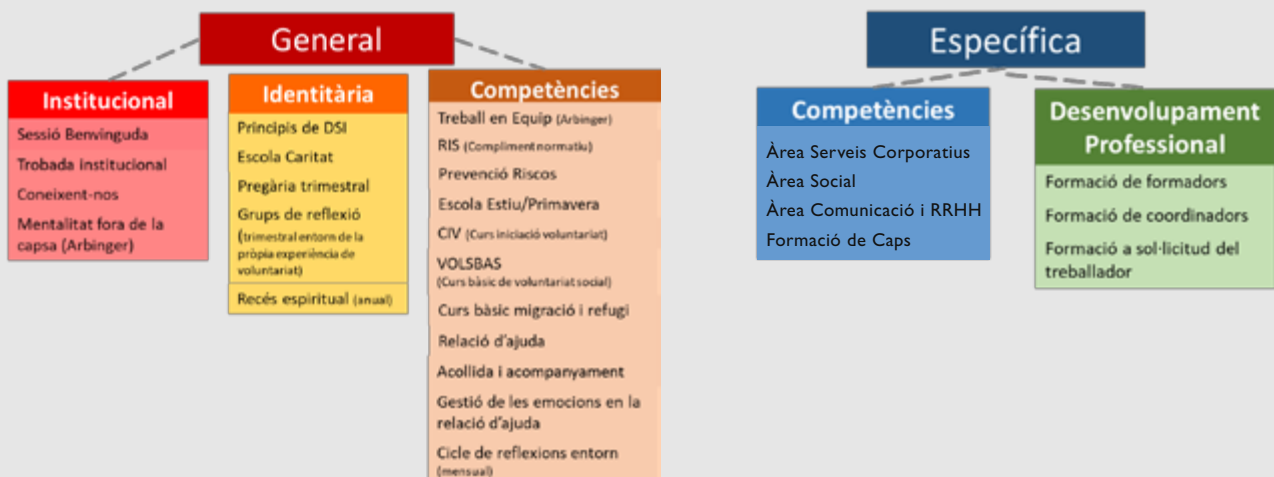 General
Institucional
Sessió Benvinguda
Trobada institucional
Coneixent-nos
Mentalitat fora de la
capsa (Arbinger)
Identitària
Principis de DSI
Escola Caritat
Pregària trimestral
Grups de reflexió
(trimestral entorn de la
pròpia experiència de
voluntariat)
Recés espiritual (anual)
Competències
Treball en Equip (Arbinger)
RIS (Compliment normatiu)
Prevenció Riscos
Escola Estiu/Primavera
CIV (Curs iniciació voluntariat)
VOLSBAS
(Curs bàsic de voluntariat social)
Curs bàsic migració i refugi
Relació d'ajuda
Acollida i acompanyament
Gestió de les emocions en la
relació d'ajuda
Cicle de reflexions entorn
(mensual)
Específica
Competències
Àrea Serveis Corporatius
Àrea Social
Àrea Comunicació i RRHH
Formació de Caps
Desenvolupament
Professional
Formació de formadors
Formació de coordinadors
Formació a sol·licitud del
treballador